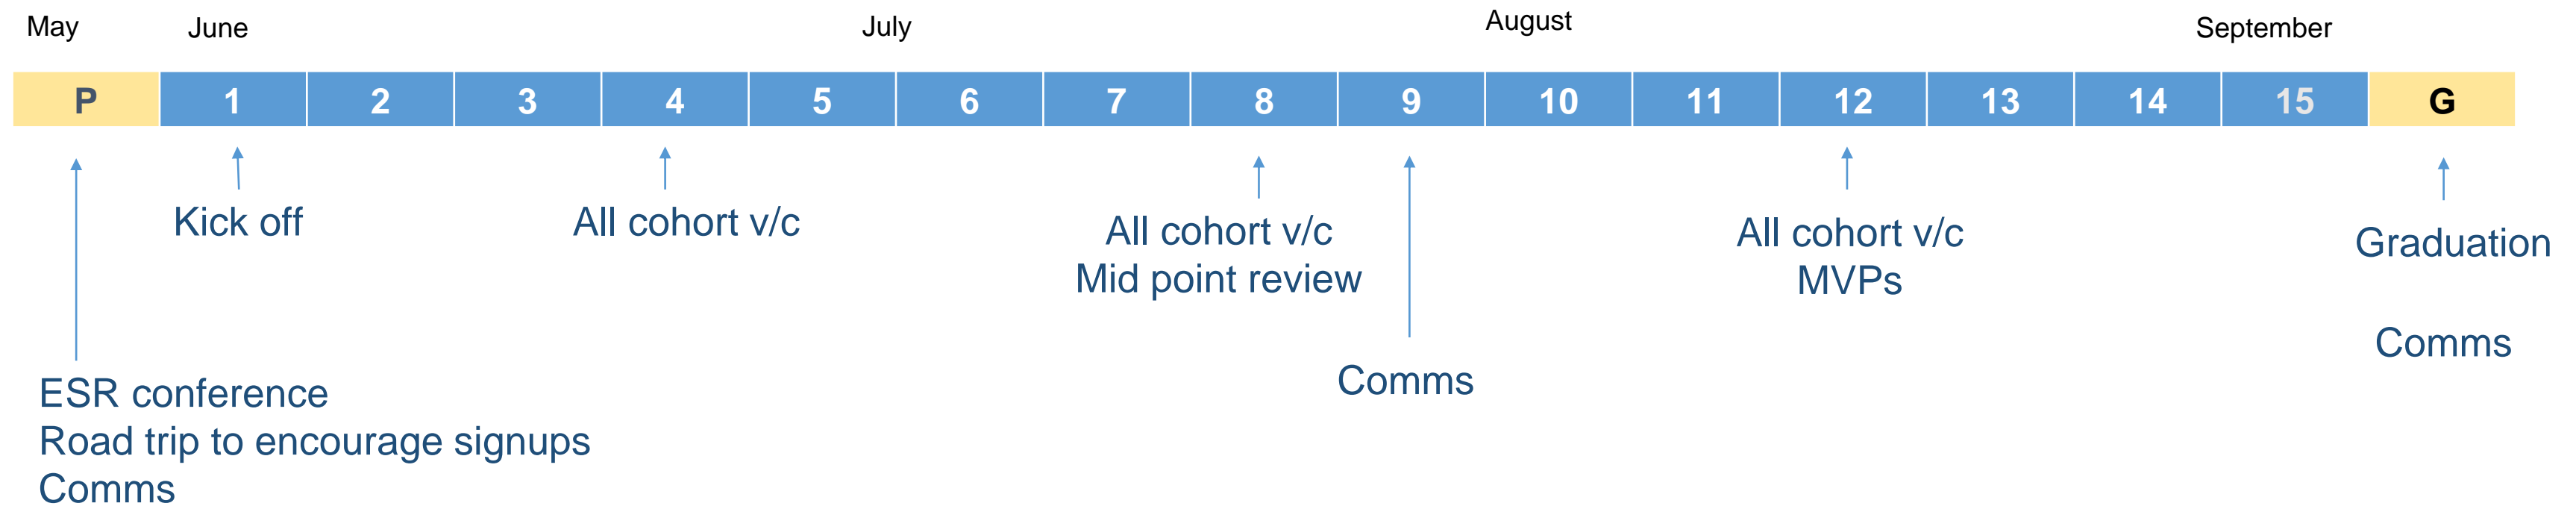 May June July August September
P 1 2 3 4 5 6 7 8 9 10 11 12 13 14 15 G
Kick off
All cohort v/c
All cohort v/c
Mid point review
All cohort v/c
MVPs
Graduation
Comms
Comms
ESR conference
Road trip to encourage signups
Comms